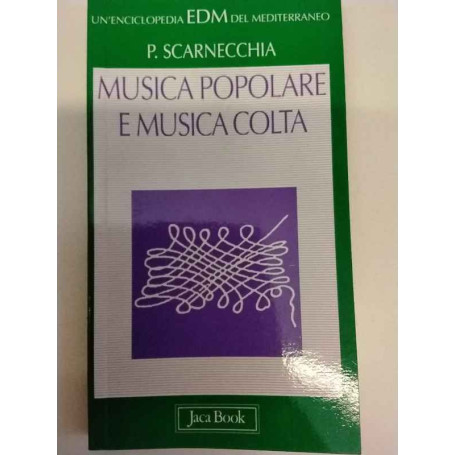 UN'ENCICLOPEDIA EDM DEL MEDITERRANEO
P. SCARNECCHIA
MUSICA POPOLARE
E MUSICA COLTA
Jaca Book